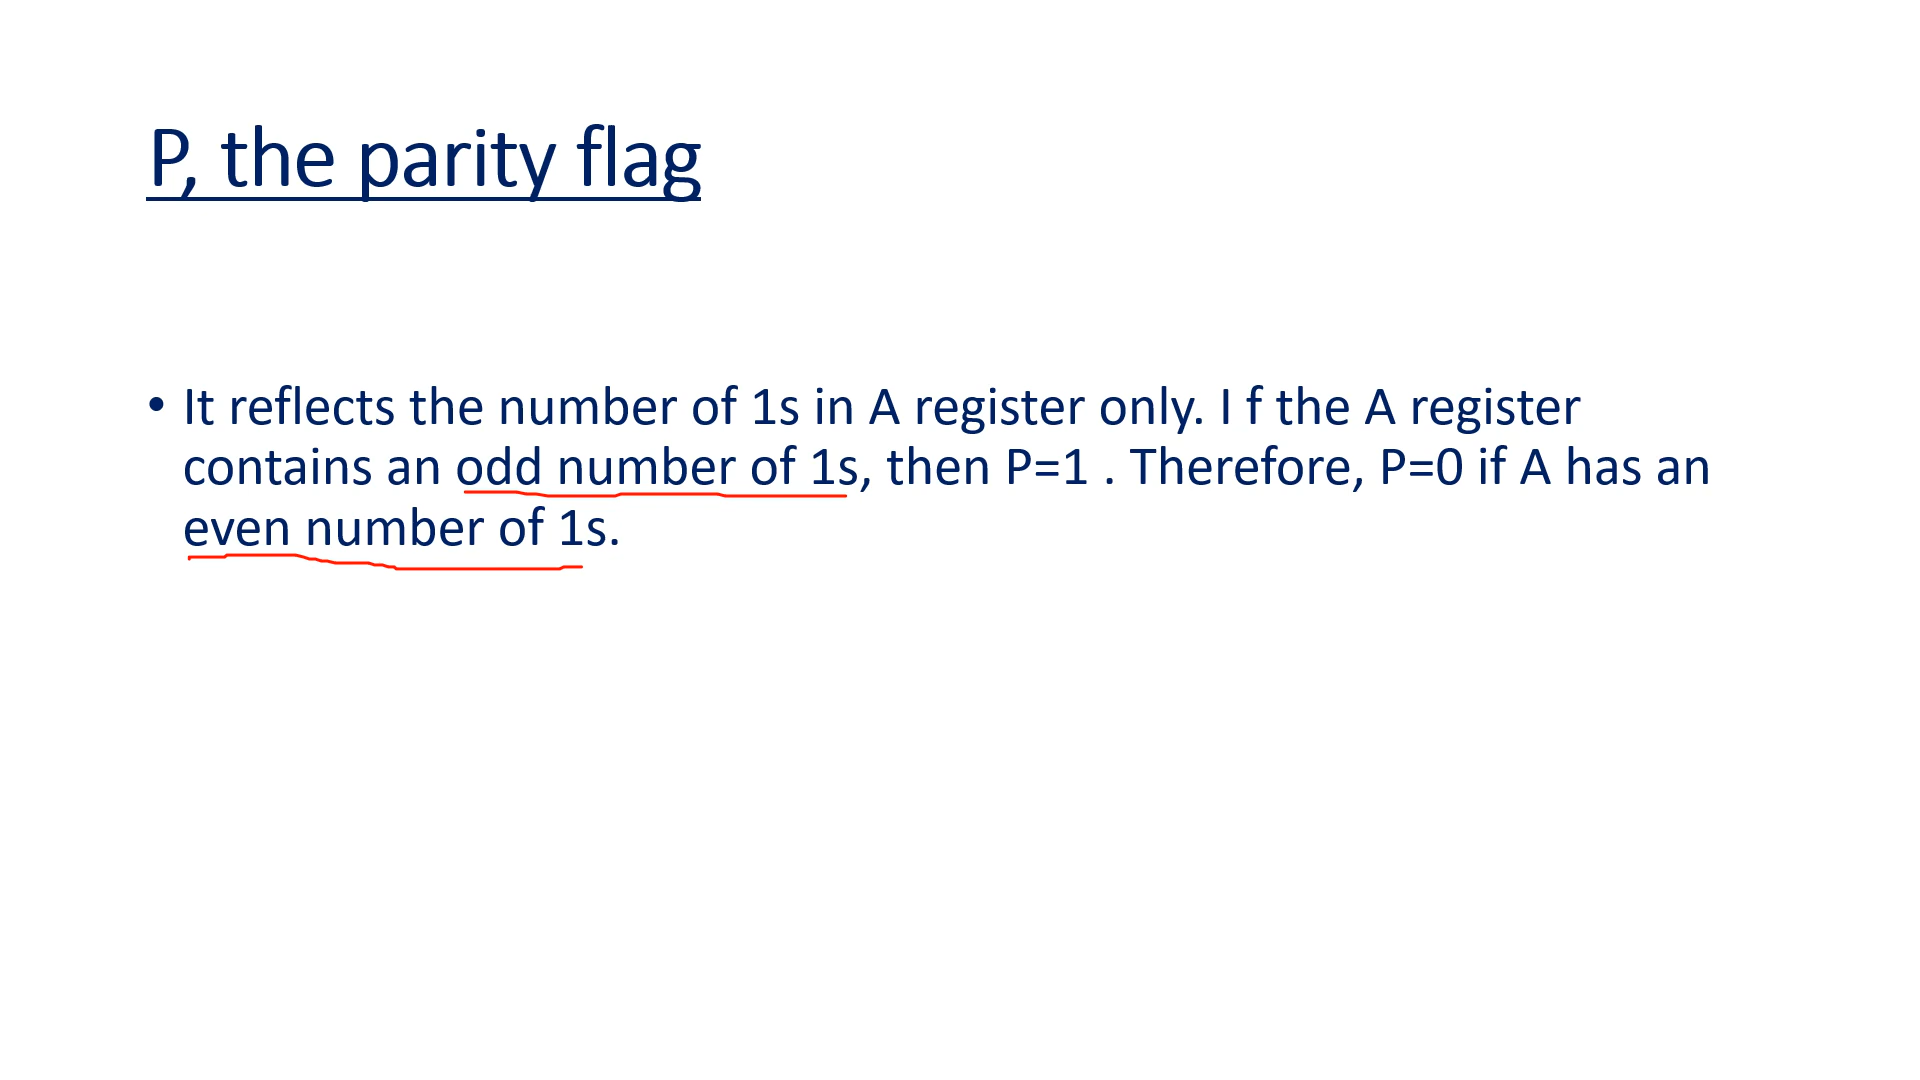 P, the parity flag
• It reflects the number of 1s in A register only. I f the A register
contains an odd number of 1s, then P=1 . Therefore, P=0 if A has an
even number of 1s.